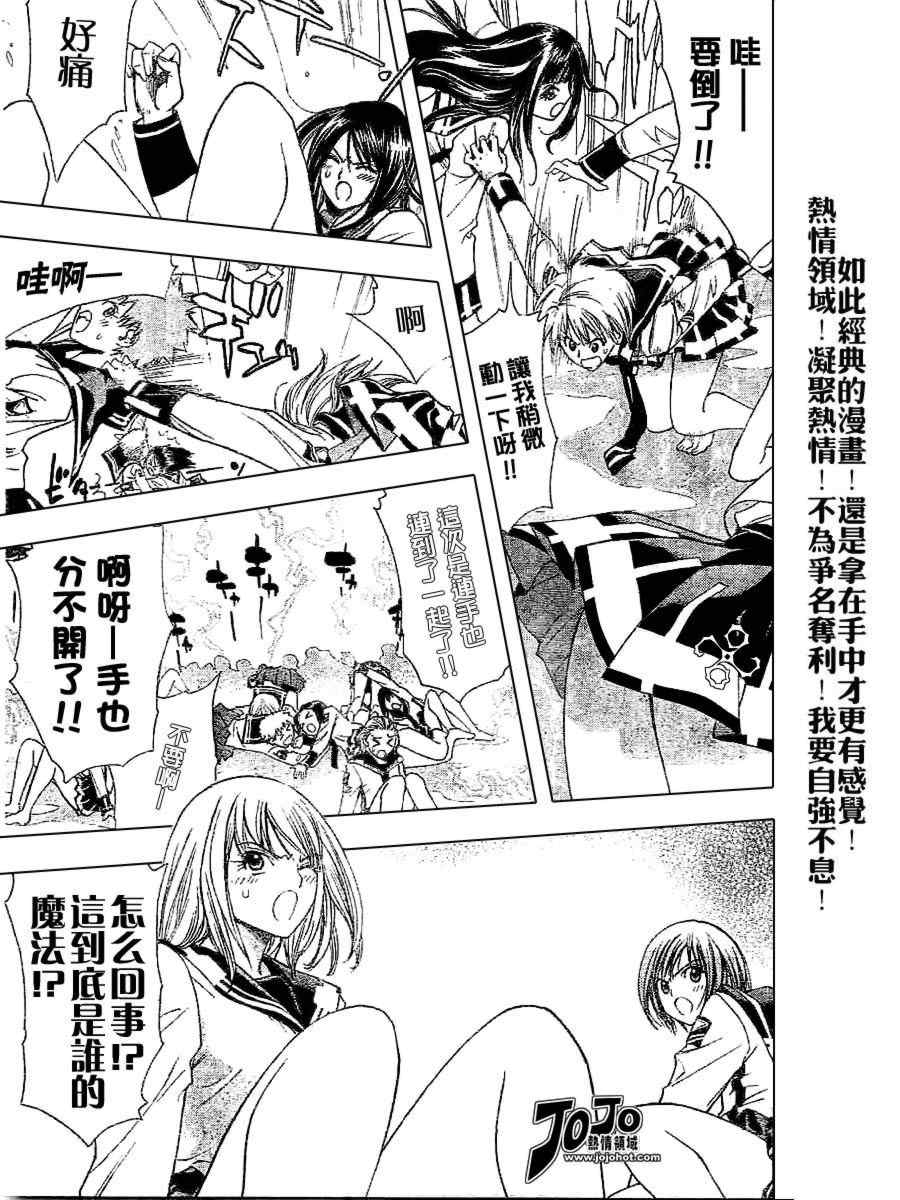 哇——
要倒了!!
好痛
讓我稍微
動一下呀!!
啊
哇啊—
這次是連手也
連到了一起了!!
啊呀—手也
分不開了!!
不要啊—
怎么回事!?
這到底是誰的
魔法!?
如此經典的漫畫！還是拿在手中才更有感覺！
熱情領域！凝聚熱情！不為爭名奪利！我要自強不息！
JOJO
熱情領域
www.jojohot.com